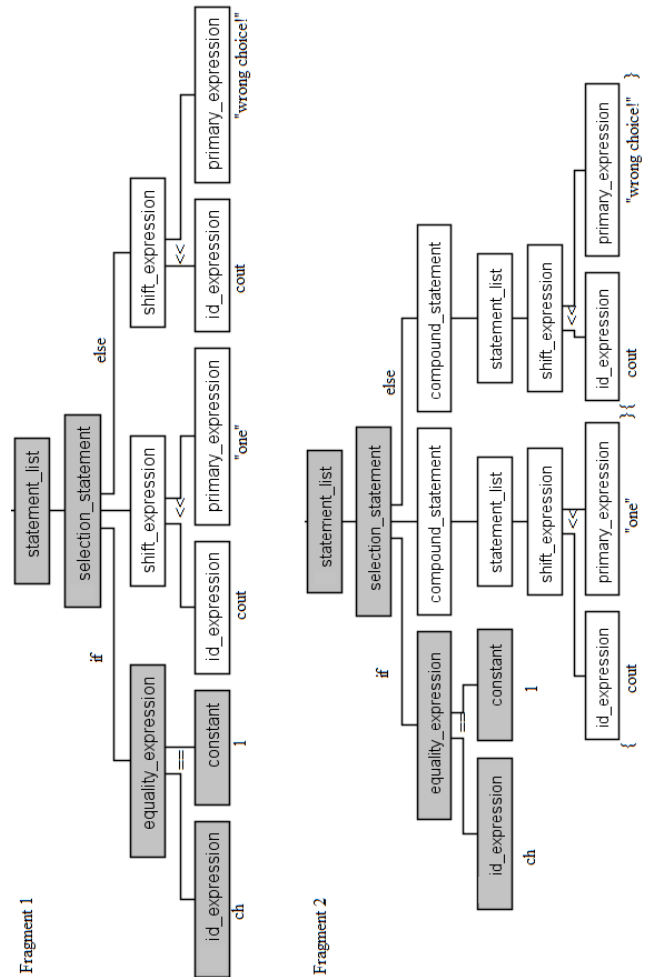 Fragment 1
statement_list
selection_statement
if
else
equality_expression
shift_expression
shift_expression
==
<<
<<
id_expression
constant
id_expression
primary_expression
id_expression
primary_expression
ch
1
cout
"one"
cout
"wrong choice!"
Fragment 2
statement_list
selection_statement
if
else
equality_expression
compound_statement
compound_statement
==
id_expression
constant
statement_list
statement_list
ch
1
shift_expression
shift_expression
<<
<<
id_expression
primary_expression
id_expression
primary_expression
{
cout
"one"
}
{
cout
"wrong choice!"
}